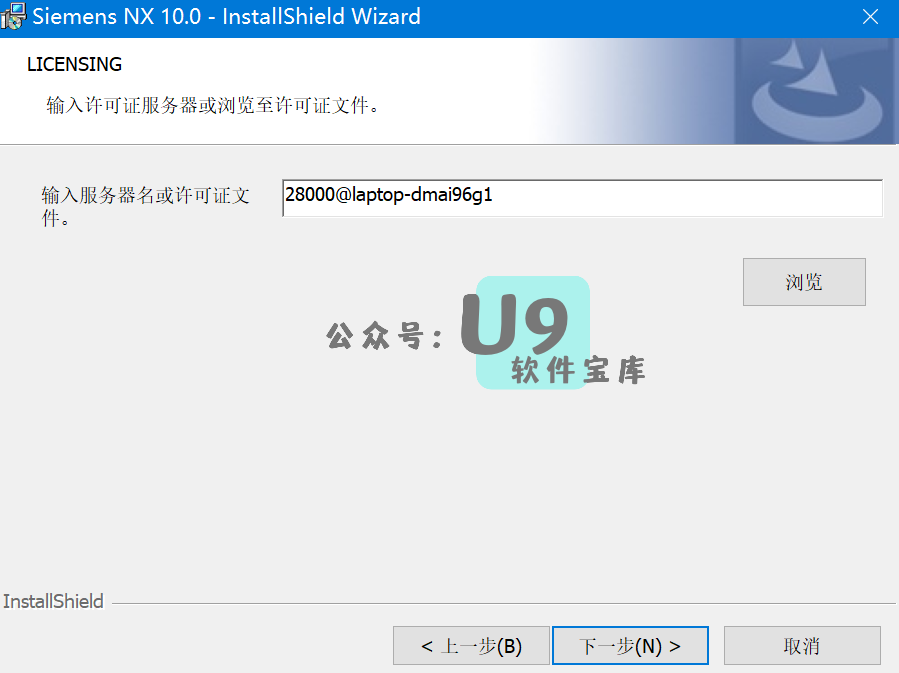 Siemens NX 10.0 - InstallShield Wizard
LICENSING
输入许可证服务器或浏览至许可证文件。
输入服务器名或许可证文
件。
28000@laptop-dmai96g1
浏览
公众号：U9
软件宝库
InstallShield
< 上一步(B)
下一步(N) >
取消